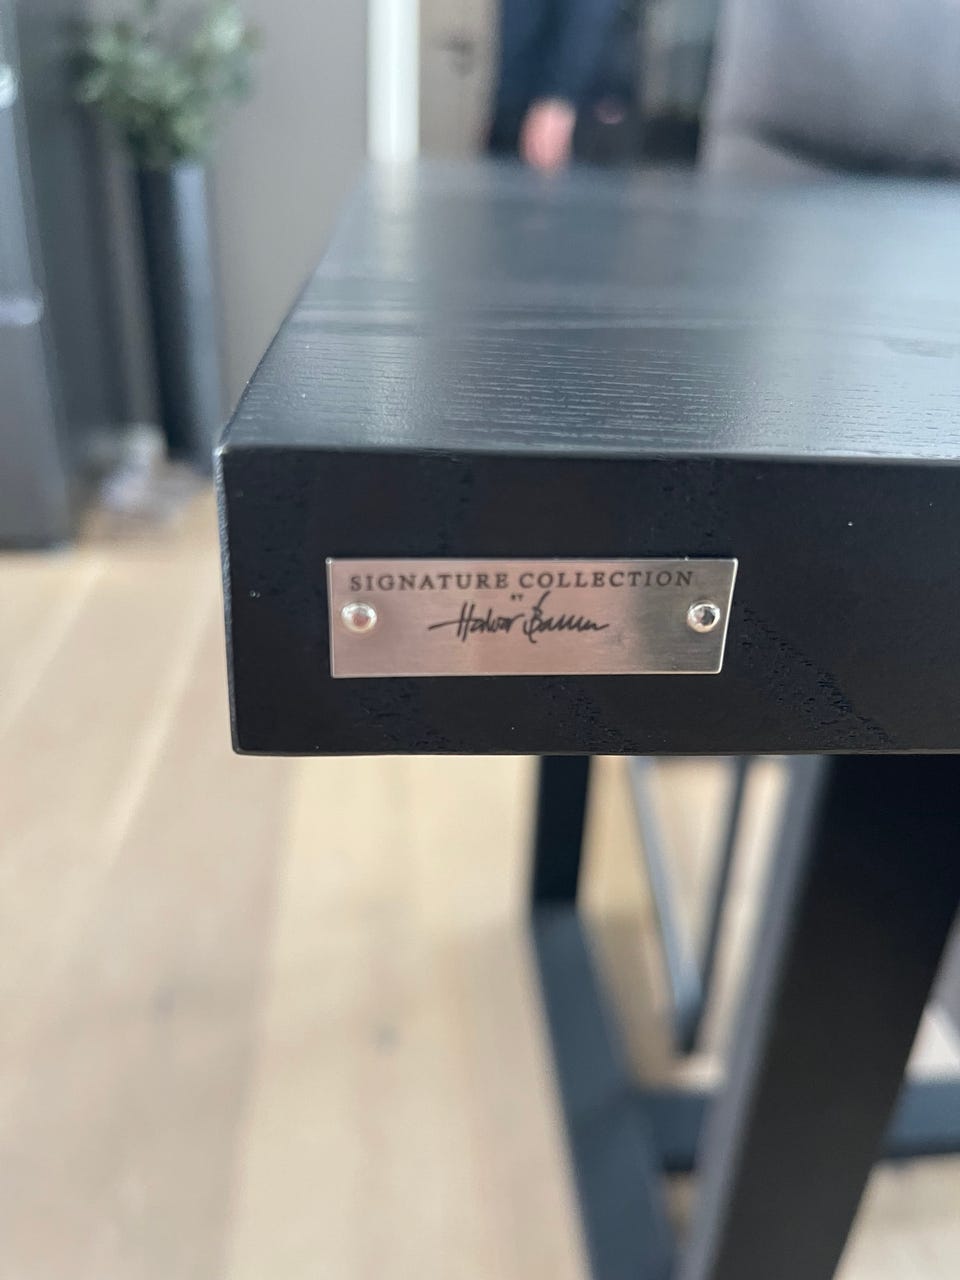 SIGNATURE COLLECTION
BY
Halvor Bakke